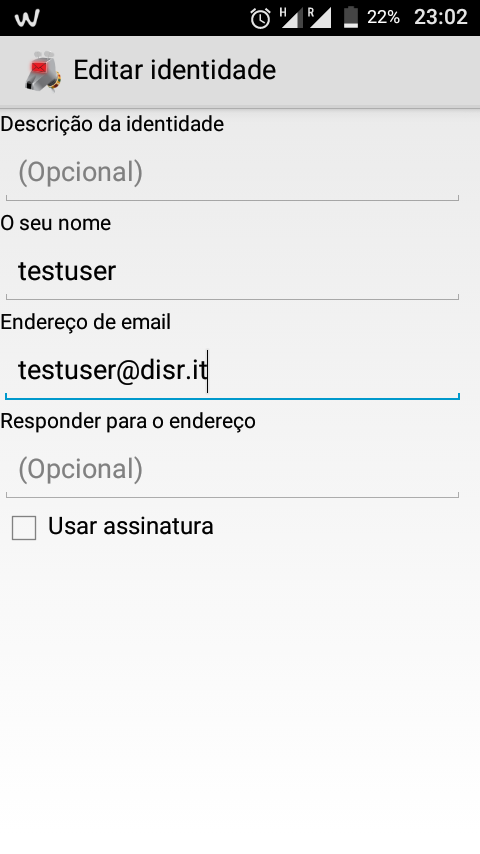 22% 23:02
Editar identidade
Descrição da identidade
(Opcional)
O seu nome
testuser
Endereço de email
testuser@disr.it
Responder para o endereço
(Opcional)
Usar assinatura